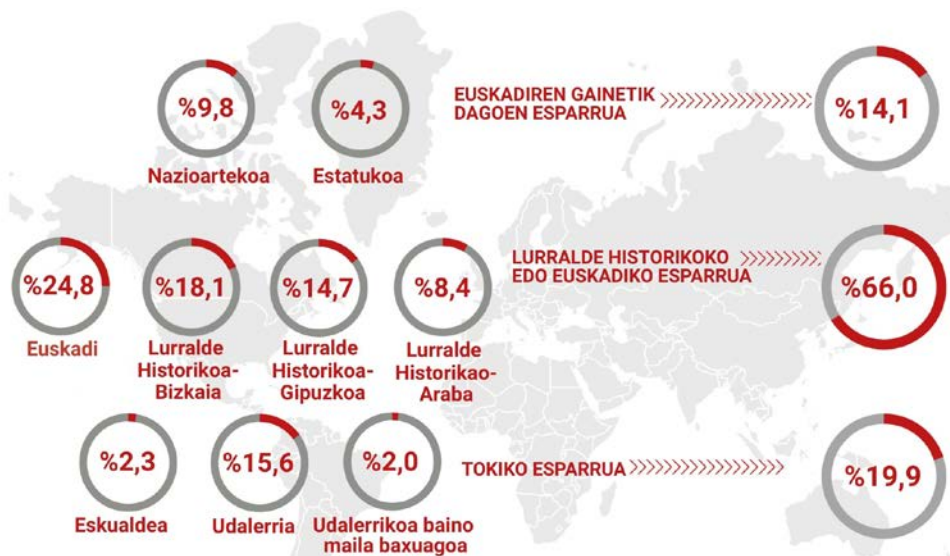 %9,8
Nazioartekoa
%4,3
Estatukoa
EUSKADIREN GAINETIK
DAGOEN ESPARRUA
%14,1
%24,8
Euskadi
%18,1
Lurralde
Historikoa-
Bizkaia
%14,7
Lurralde
Historikoa-
Gipuzkoa
%8,4
Lurralde
Historikao-
Araba
LURRALDE HISTORIKOKO
EDO EUSKADIKO ESPARRUA
%66,0
%2,3
Eskualdea
%15,6
Udalerria
%2,0
Udalerrikoa baino
maila baxuagoa
TOKIKO ESPARRUA
%19,9